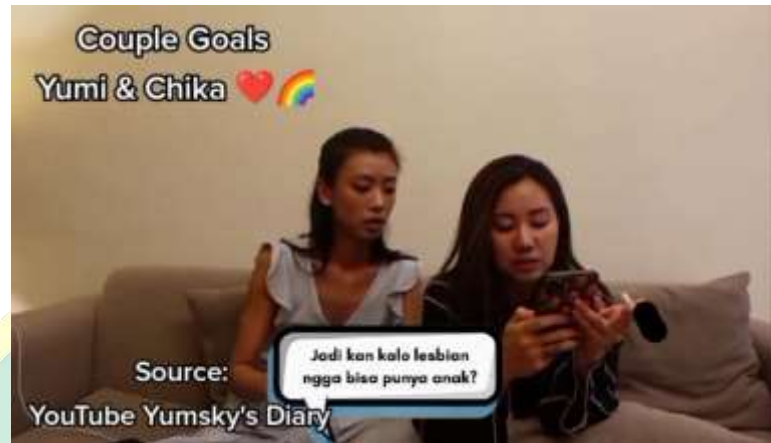 Couple Goals
Yumi & Chika ❤️🌈
Jadi kan kalo lesbian
ngga bisa punya anak?
Source:
YouTube Yumsky's Diary